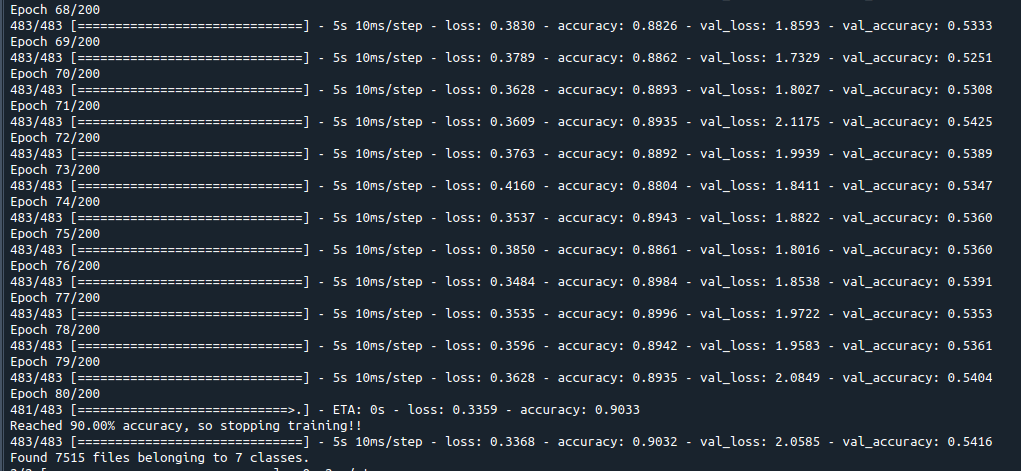 Epoch 68/200
483/483 [==============================] - 5s 10ms/step - loss: 0.3830 - accuracy: 0.8826 - val_loss: 1.8593 - val_accuracy: 0.5333
Epoch 69/200
483/483 [==============================] - 5s 10ms/step - loss: 0.3789 - accuracy: 0.8862 - val_loss: 1.7329 - val_accuracy: 0.5251
Epoch 70/200
483/483 [==============================] - 5s 10ms/step - loss: 0.3628 - accuracy: 0.8893 - val_loss: 1.8027 - val_accuracy: 0.5308
Epoch 71/200
483/483 [==============================] - 5s 10ms/step - loss: 0.3609 - accuracy: 0.8935 - val_loss: 2.1175 - val_accuracy: 0.5425
Epoch 72/200
483/483 [==============================] - 5s 10ms/step - loss: 0.3763 - accuracy: 0.8892 - val_loss: 1.9939 - val_accuracy: 0.5389
Epoch 73/200
483/483 [==============================] - 5s 10ms/step - loss: 0.4160 - accuracy: 0.8804 - val_loss: 1.8411 - val_accuracy: 0.5347
Epoch 74/200
483/483 [==============================] - 5s 10ms/step - loss: 0.3537 - accuracy: 0.8943 - val_loss: 1.8822 - val_accuracy: 0.5360
Epoch 75/200
483/483 [==============================] - 5s 10ms/step - loss: 0.3850 - accuracy: 0.8861 - val_loss: 1.8016 - val_accuracy: 0.5360
Epoch 76/200
483/483 [==============================] - 5s 10ms/step - loss: 0.3484 - accuracy: 0.8984 - val_loss: 1.8538 - val_accuracy: 0.5391
Epoch 77/200
483/483 [==============================] - 5s 10ms/step - loss: 0.3535 - accuracy: 0.8996 - val_loss: 1.9722 - val_accuracy: 0.5353
Epoch 78/200
483/483 [==============================] - 5s 10ms/step - loss: 0.3596 - accuracy: 0.8942 - val_loss: 1.9583 - val_accuracy: 0.5361
Epoch 79/200
483/483 [==============================] - 5s 10ms/step - loss: 0.3628 - accuracy: 0.8935 - val_loss: 2.0849 - val_accuracy: 0.5404
Epoch 80/200
481/483 [============================>.] - ETA: 0s - loss: 0.3359 - accuracy: 0.9033
Reached 90.00% accuracy, so stopping training!!
483/483 [==============================] - 5s 10ms/step - loss: 0.3368 - accuracy: 0.9032 - val_loss: 2.0585 - val_accuracy: 0.5416
Found 7515 files belonging to 7 classes.